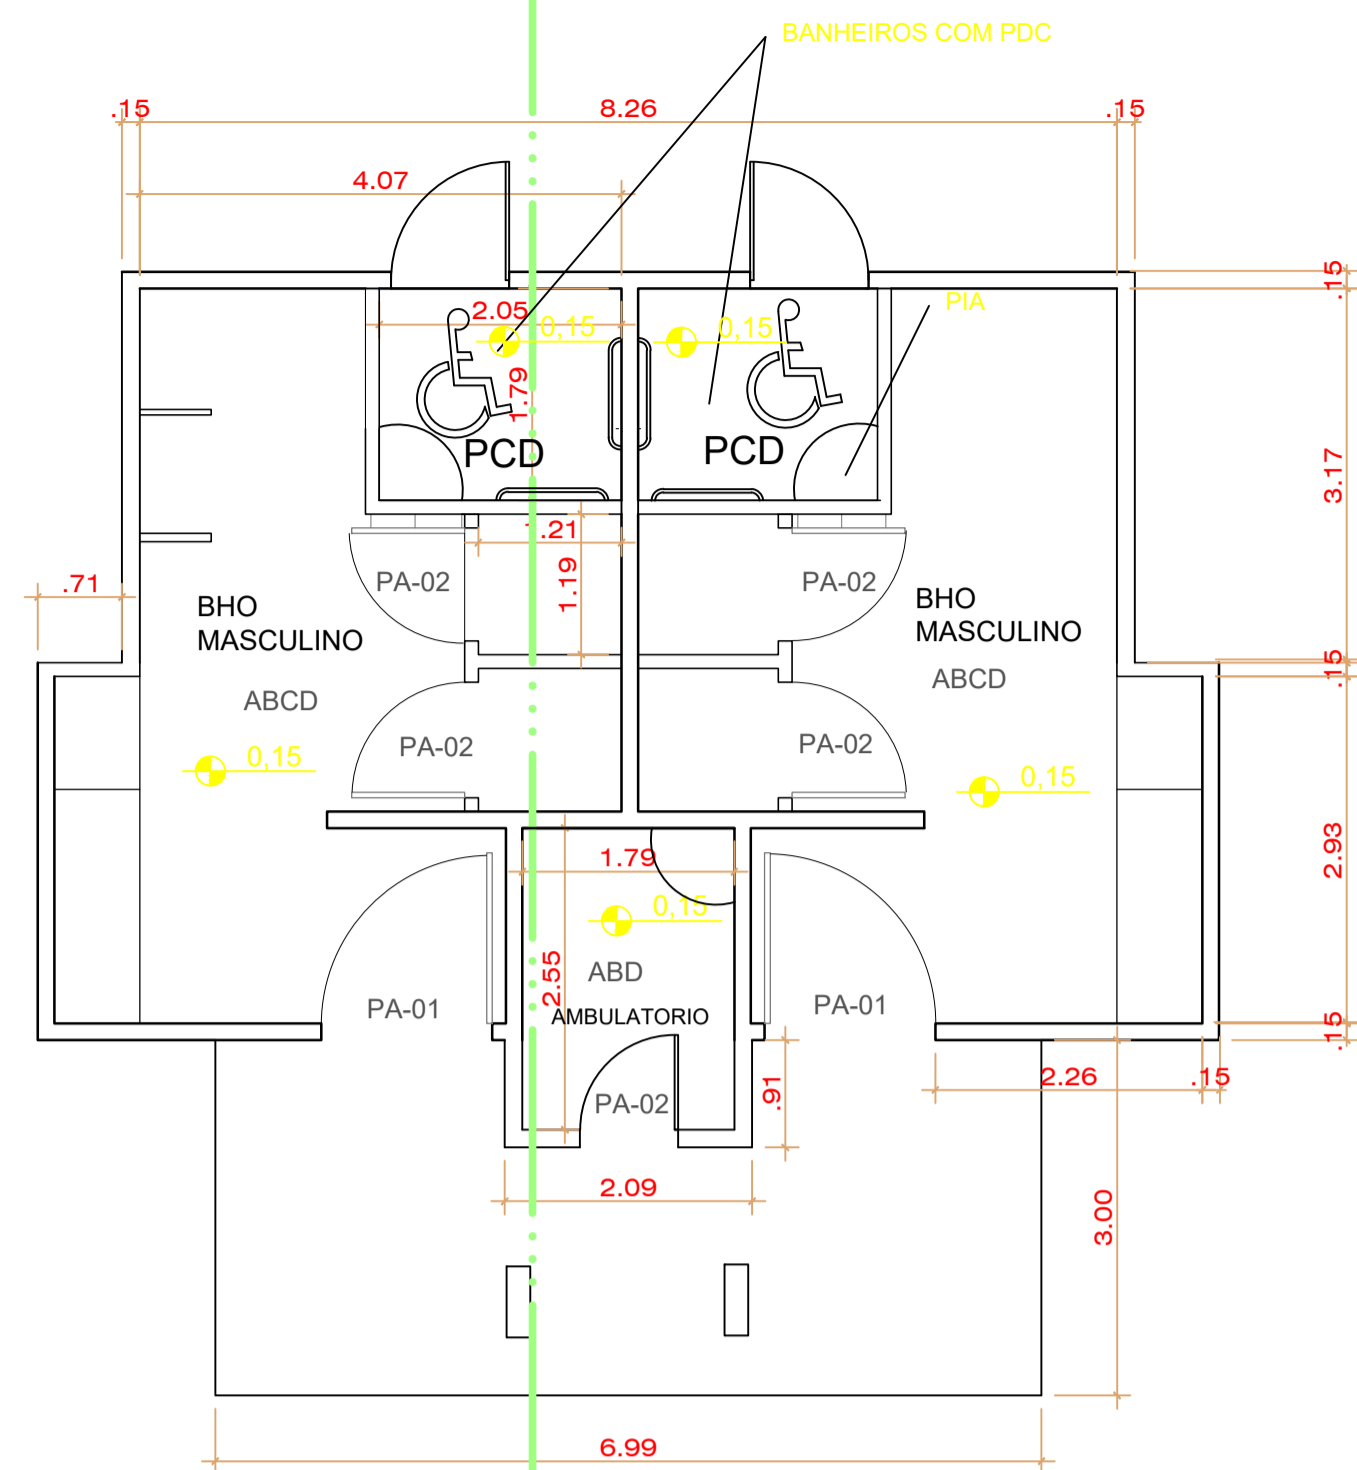 BANHEIROS COM PDC
.15
8.26
.15
4.07
.15
2.05
0,15
0,15
PIA
1.79
PCD
PCD
3.17
.21
1.19
.71
PA-02
PA-02
BHO
MASCULINO
BHO
MASCULINO
ABCD
ABCD
.15
PA-02
PA-02
0,15
0,15
1.79
2.93
0,15
2.55
ABD
PA-01
AMBULATORIO
PA-01
.15
2.26
.15
.91
PA-02
2.09
3.00
6.99